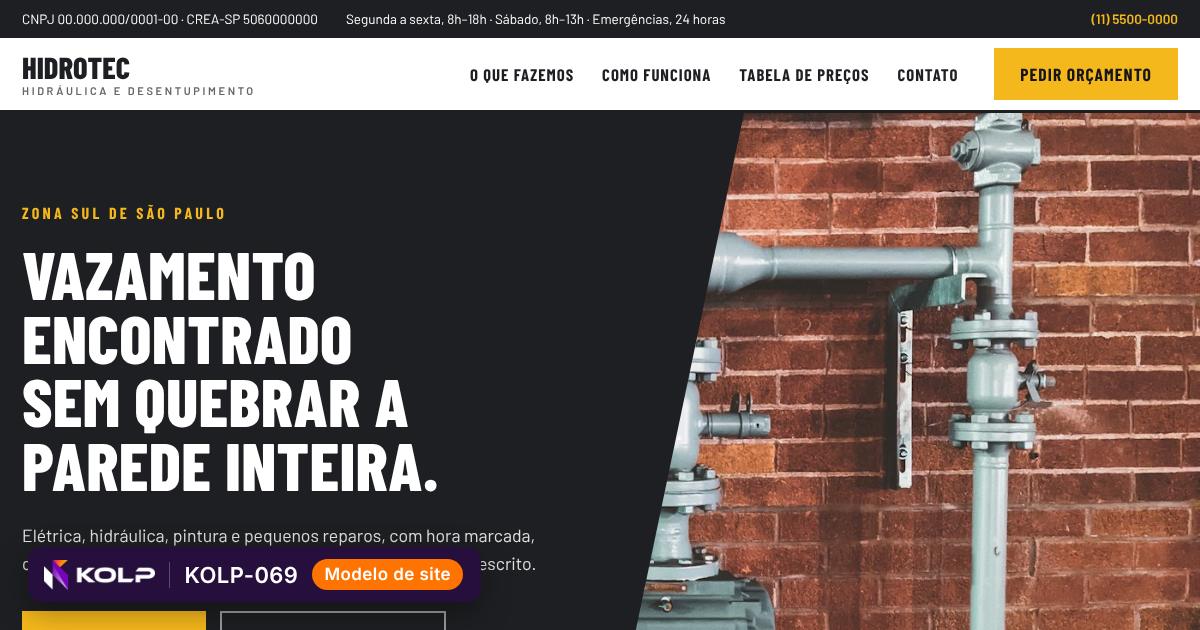 CNPJ 00.000.000/0001-00 · CREA-SP 5060000000
Segunda a sexta, 8h–18h · Sábado, 8h–13h · Emergências, 24 horas
(11) 5500-0000
HIDROTEC
HIDRÁULICA E DESENTUPIMENTO
O QUE FAZEMOS
COMO FUNCIONA
TABELA DE PREÇOS
CONTATO
PEDIR ORÇAMENTO
ZONA SUL DE SÃO PAULO
VAZAMENTO
ENCONTRADO
SEM QUEBRAR A
PAREDE INTEIRA.
Elétrica, hidráulica, pintura e pequenos reparos, com hora marcada,
escrito.
KOLP
KOLP-069
Modelo de site